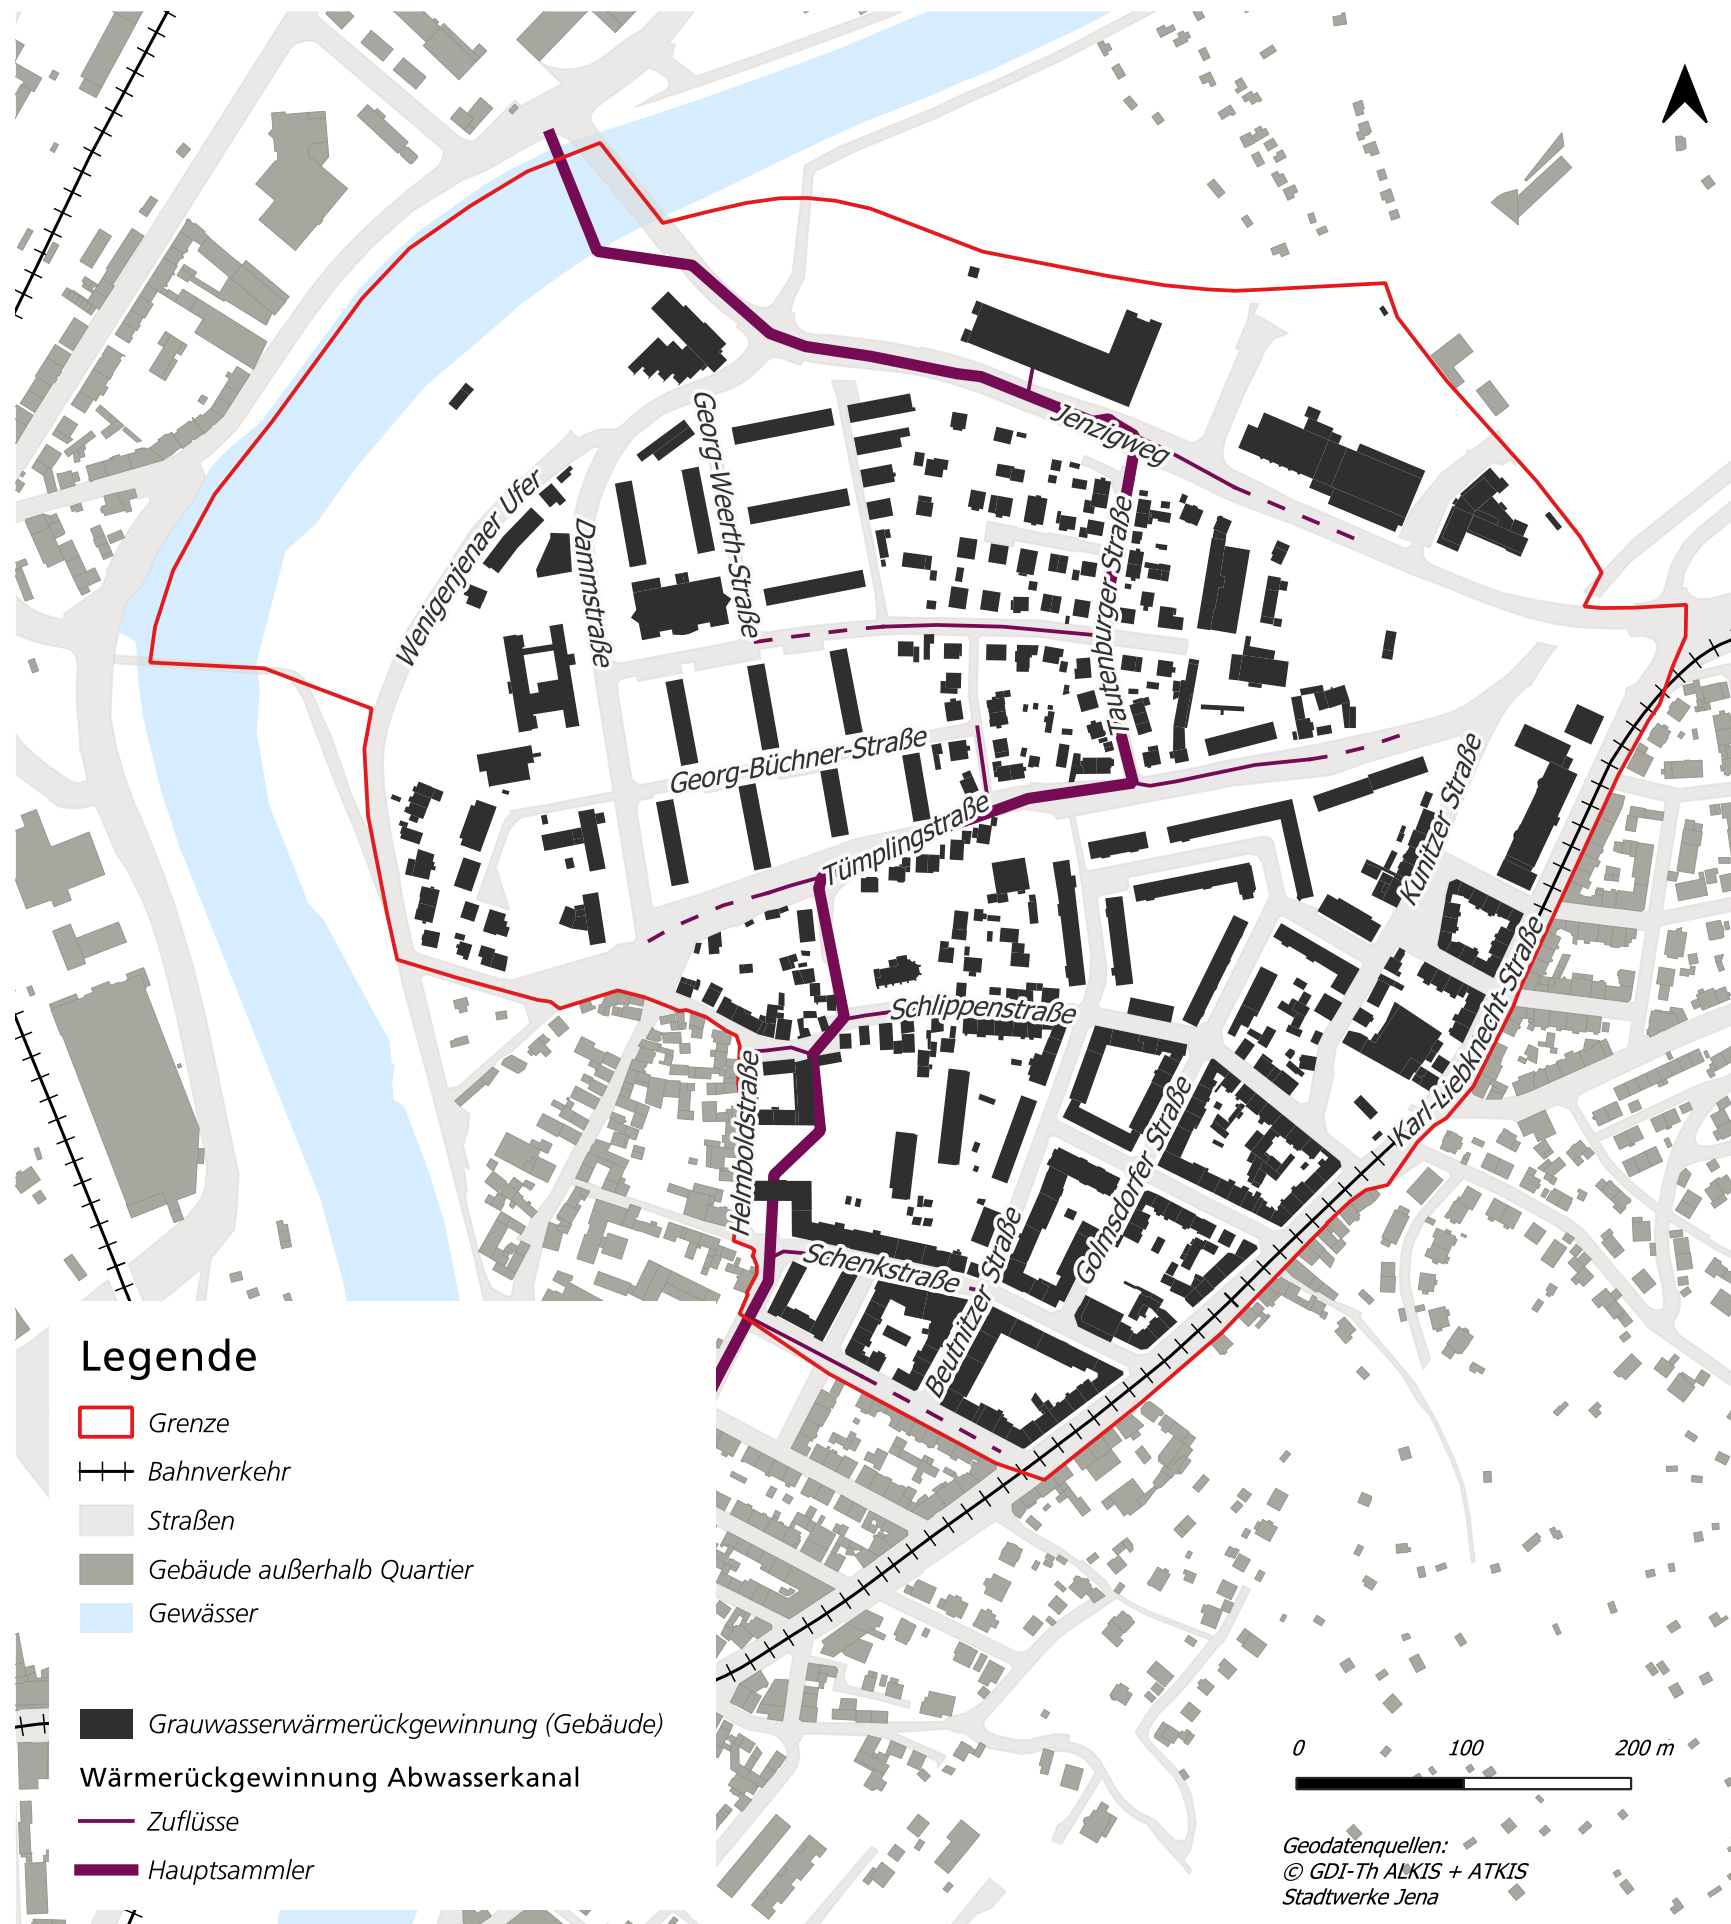 Jenzigweg
Georg-Weerth-Straße
Wenigenjenaer Ufer
Dammstraße
Tautenburger Straße
Georg-Büchner-Straße
Tümplingstraße
Kunitzer Straße
Schlippenstraße
Karl-Liebknecht-Straße
Helmboldstraße
Golmsdorfer Straße
Schenkstraße
Beutnitzer Straße
Legende
Grenze
Bahnverkehr
Straßen
Gebäude außerhalb Quartier
Gewässer
Grauwasserwärmerückgewinnung (Gebäude)
Wärmerückgewinnung Abwasserkanal
Zuflüsse
Hauptsammler
0 100 200 m
Geodatenquellen:
© GDI-Th ALKIS + ATKIS
Stadtwerke Jena